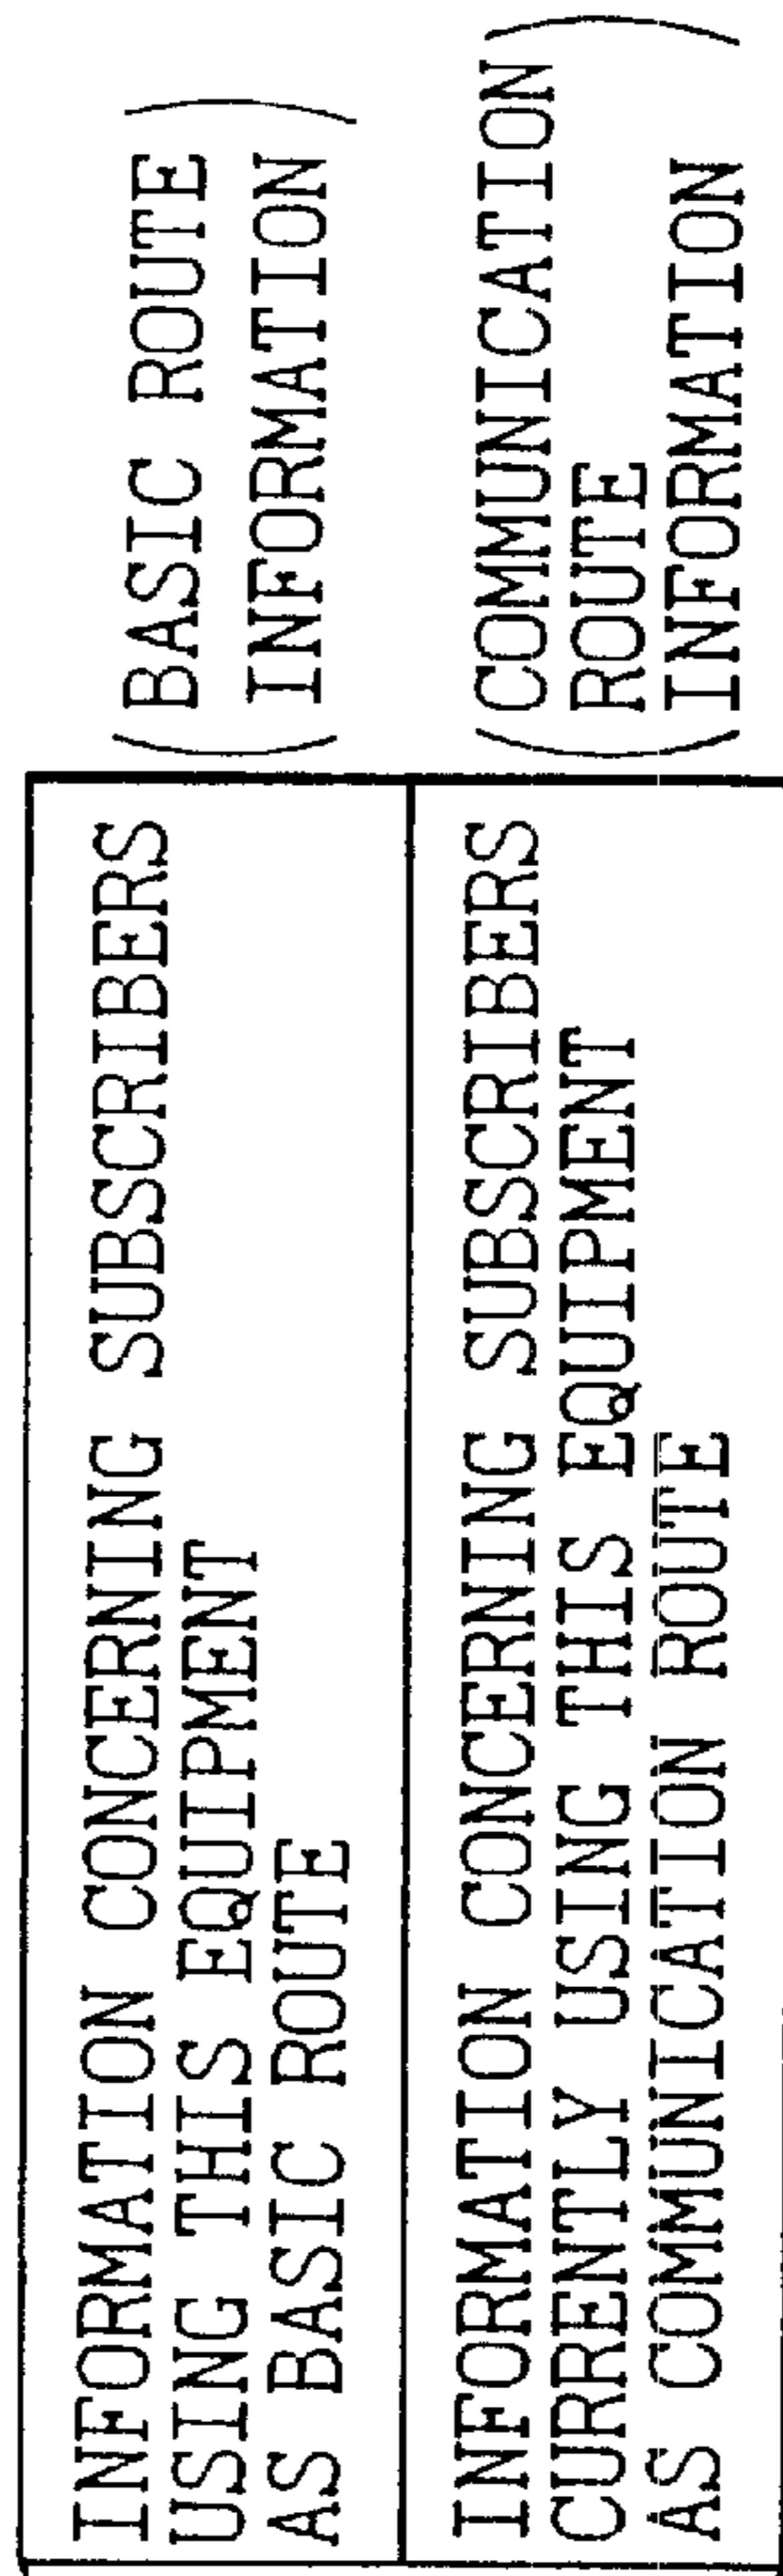 INFORMATION CONCERNING SUBSCRIBERS
USING THIS EQUIPMENT
AS BASIC ROUTE
(BASIC ROUTE
INFORMATION)
INFORMATION CONCERNING SUBSCRIBERS
CURRENTLY USING THIS EQUIPMENT
AS COMMUNICATION ROUTE
(COMMUNICATION
ROUTE
INFORMATION)